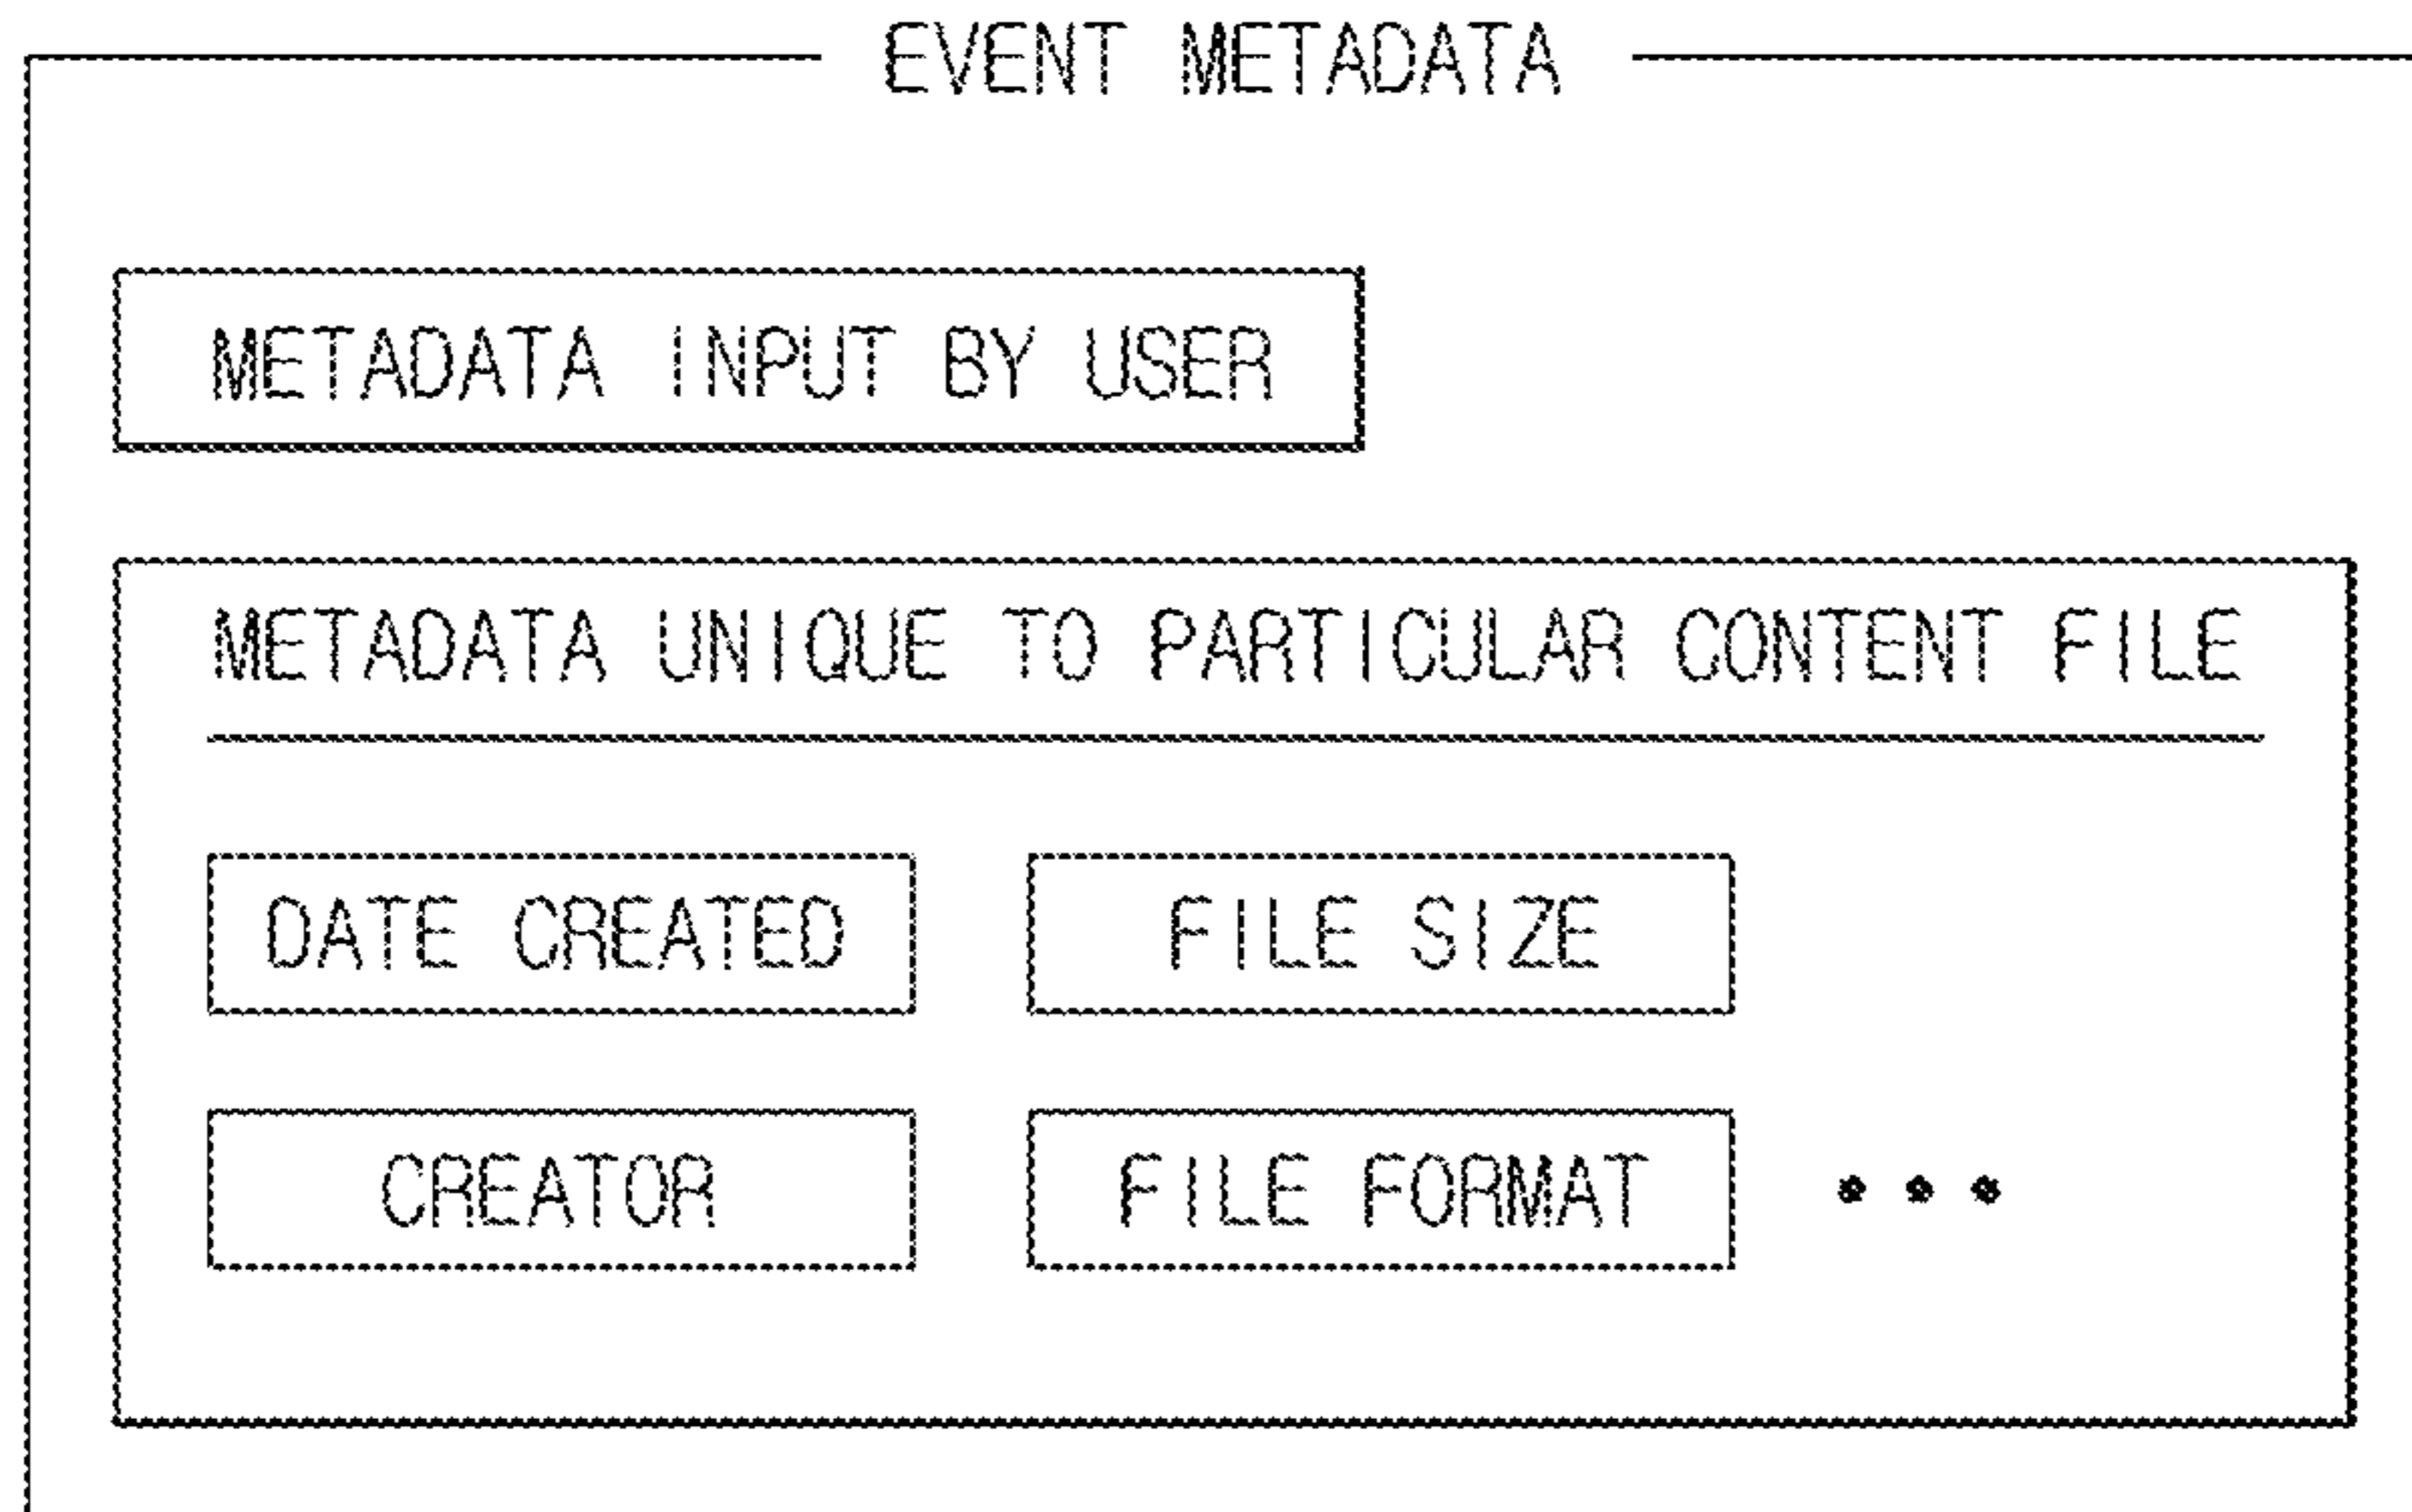 EVENT METADATA
METADATA INPUT BY USER
METADATA UNIQUE TO PARTICULAR CONTENT FILE
DATE CREATED
FILE SIZE
CREATOR
FILE FORMAT
•••